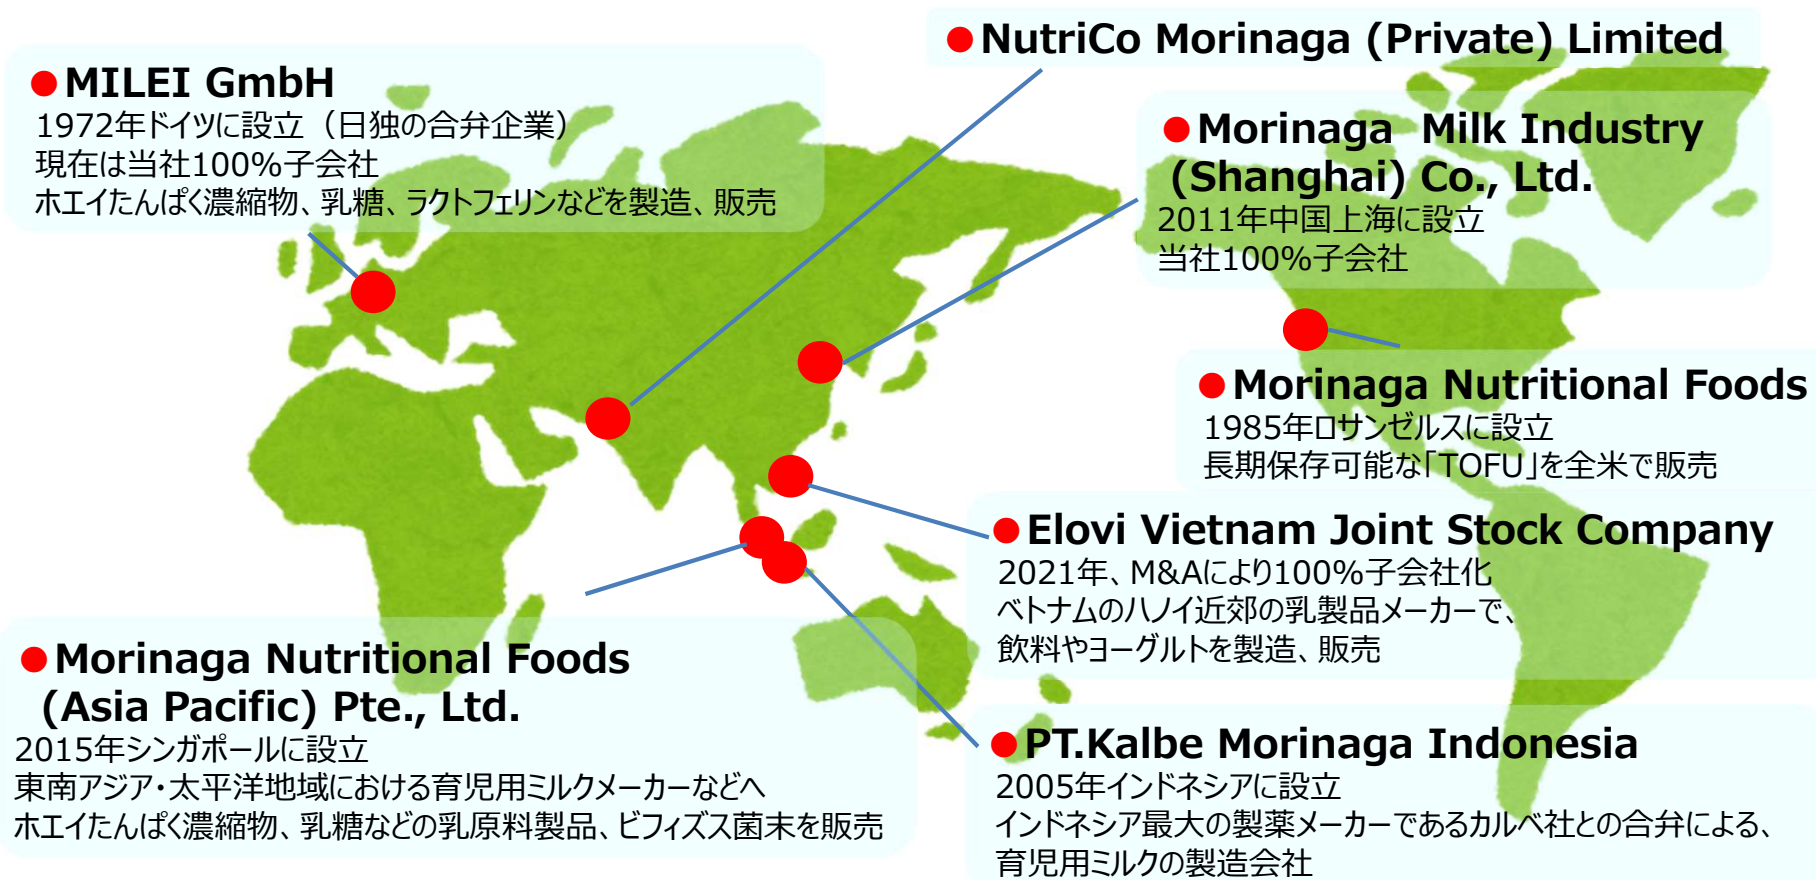 ●MILEI GmbH
1972年ドイツに設立（日独の合弁企業）
現在は当社100%子会社
ホエイたんぱく濃縮物、乳糖、ラクトフェリンなどを製造、販売
●NutriCo Morinaga (Private) Limited
●Morinaga Milk Industry
(Shanghai) Co., Ltd.
2011年中国上海に設立
当社100%子会社
●Morinaga Nutritional Foods
1985年ロサンゼルスに設立
長期保存可能な「TOFU」を全米で販売
●Elovi Vietnam Joint Stock Company
2021年、M&Aにより100%子会社化
ベトナムのハノイ近郊の乳製品メーカーで、
飲料やヨーグルトを製造、販売
●Morinaga Nutritional Foods
(Asia Pacific) Pte., Ltd.
2015年シンガポールに設立
東南アジア・太平洋地域における育児用ミルクメーカーなどへ
ホエイたんぱく濃縮物、乳糖などの乳原料製品、ビフィズス菌末を販売
●PT.Kalbe Morinaga Indonesia
2005年インドネシアに設立
インドネシア最大の製薬メーカーであるカルベ社との合弁による、
育児用ミルクの製造会社